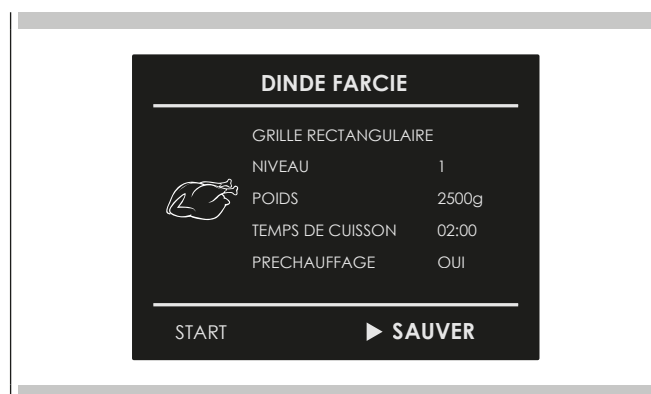 DINDE FARCIE
GRILLE RECTANGULAIRE
NIVEAU 1
POIDS 2500g
TEMPS DE CUISSON 02:00
PRECHAUFFAGE OUI
START ▶ SAUVER